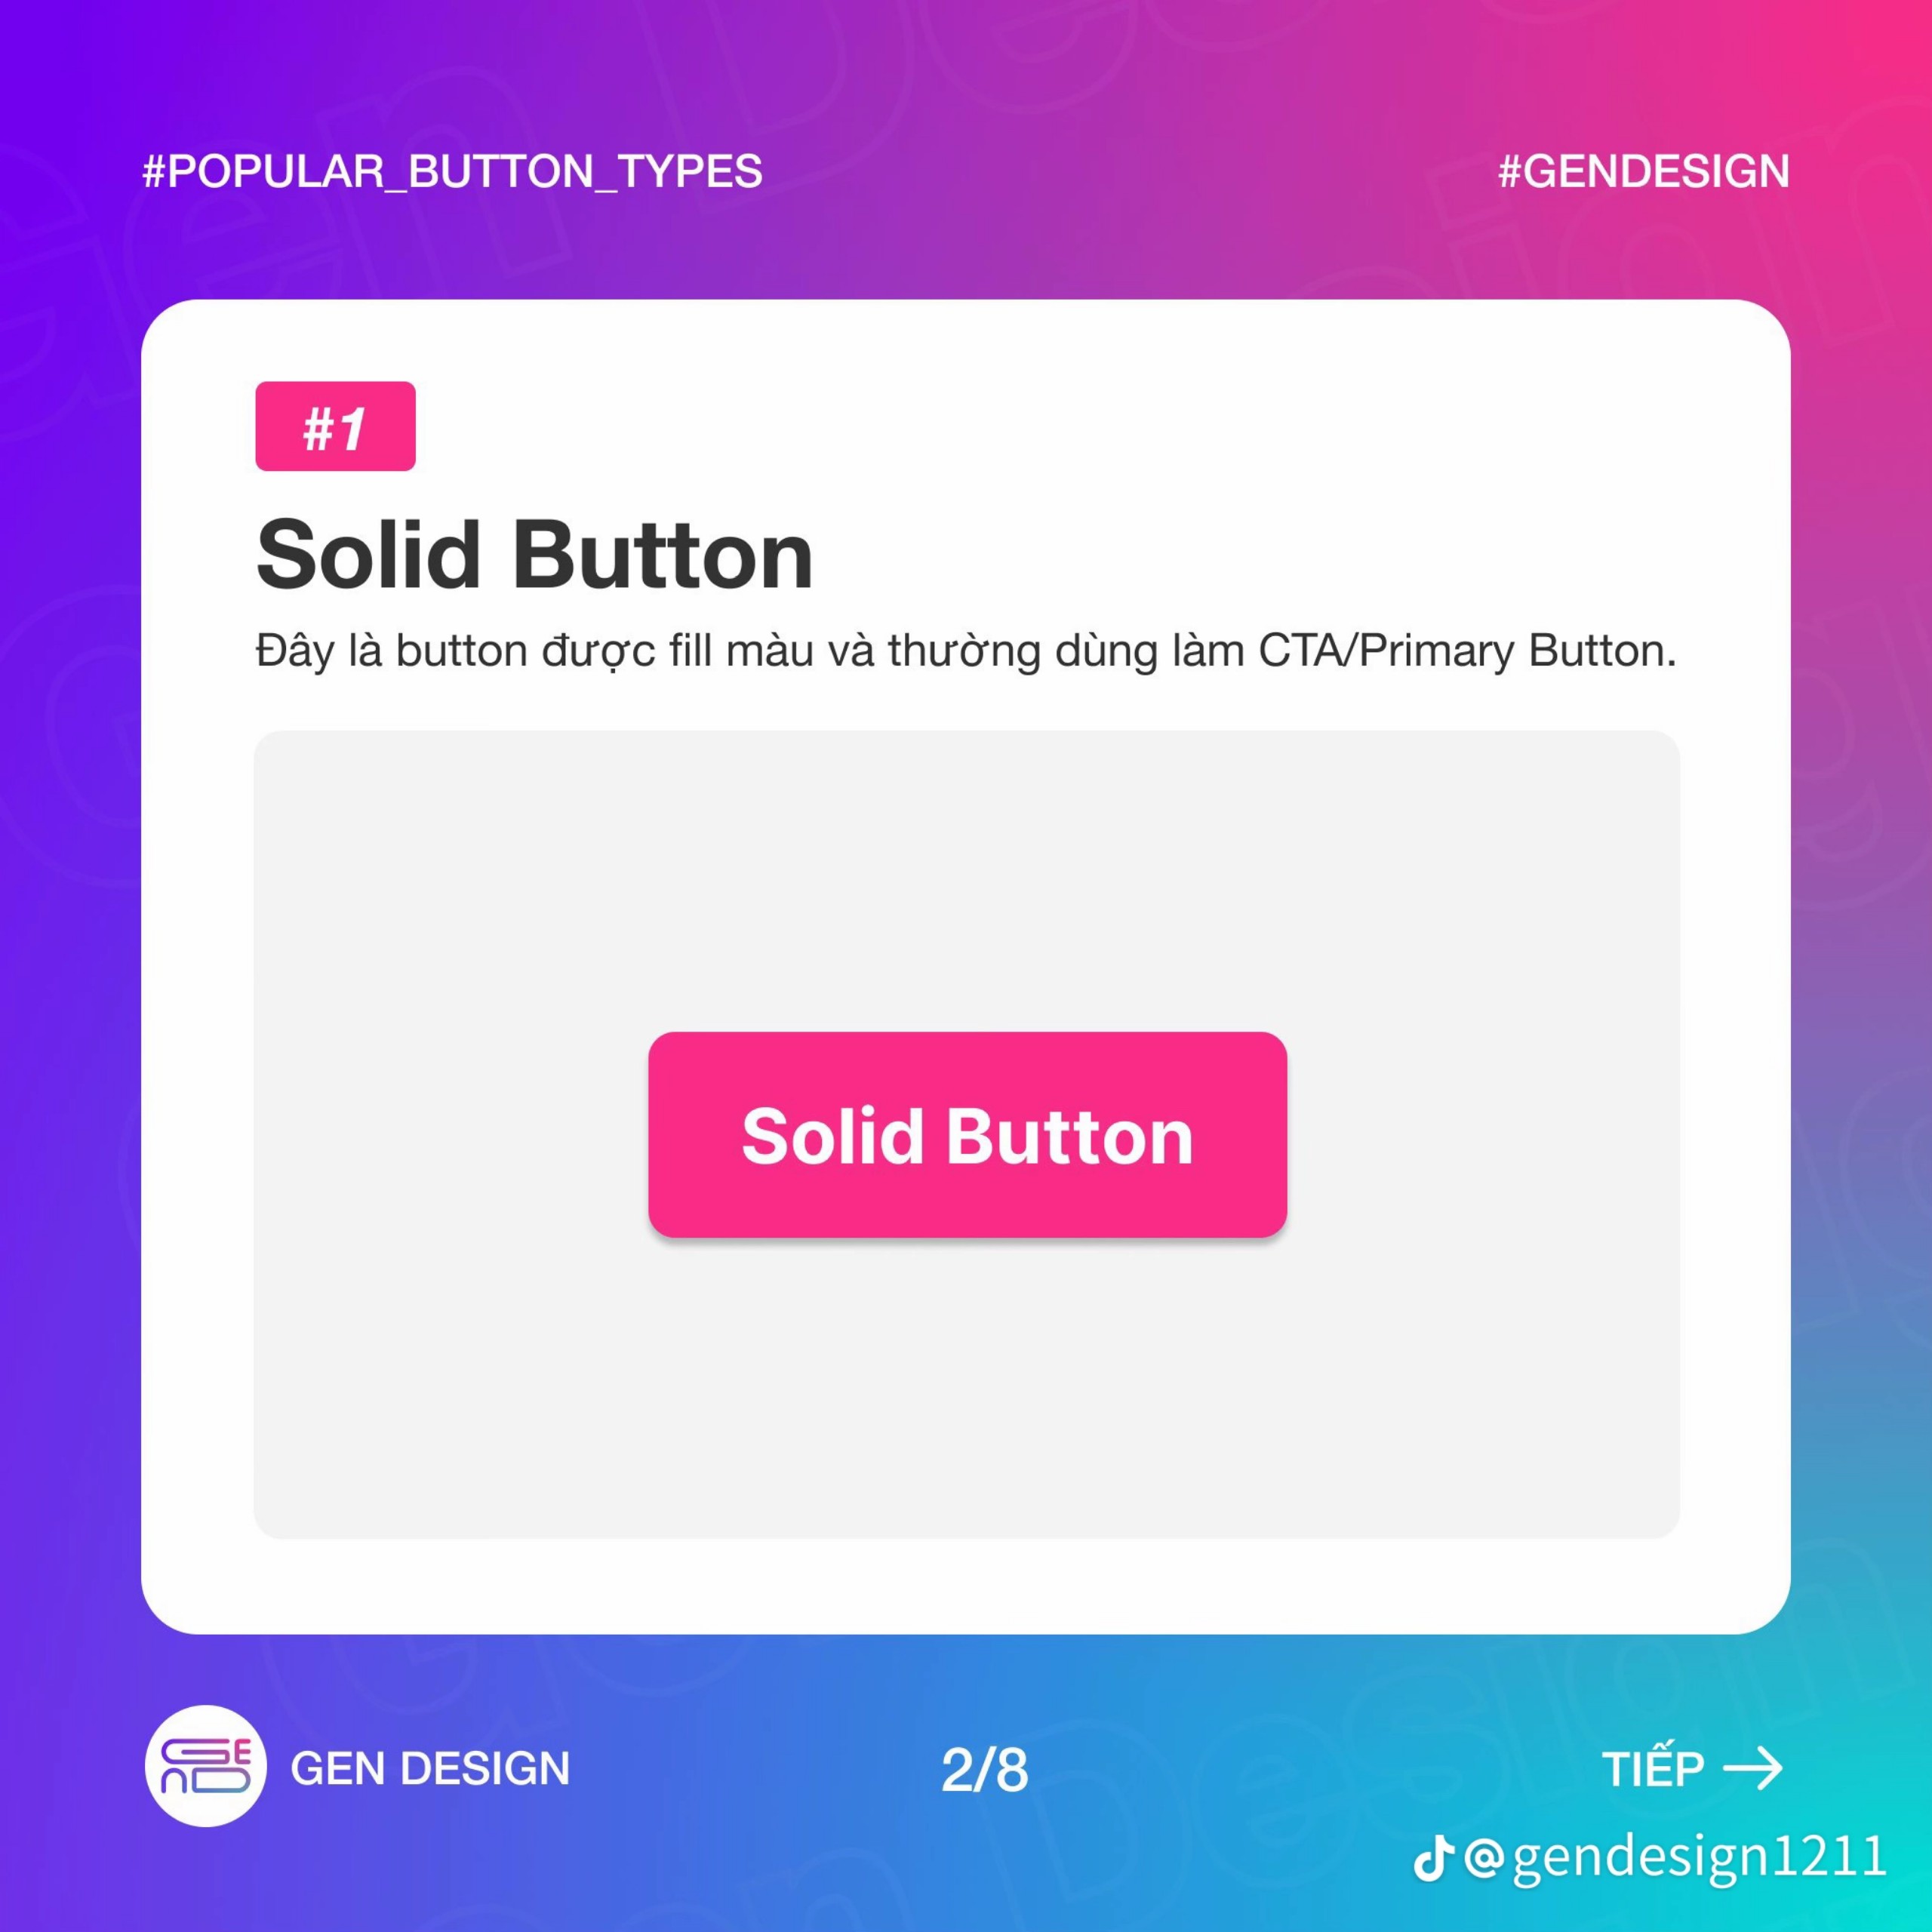 #POPULAR_BUTTON_TYPES
#GENDESIGN
#1
Solid Button
Đây là button được fill màu và thường dùng làm CTA/Primary Button.
Solid Button
GEN DESIGN
2/8
TIẾP →
@gendesign1211